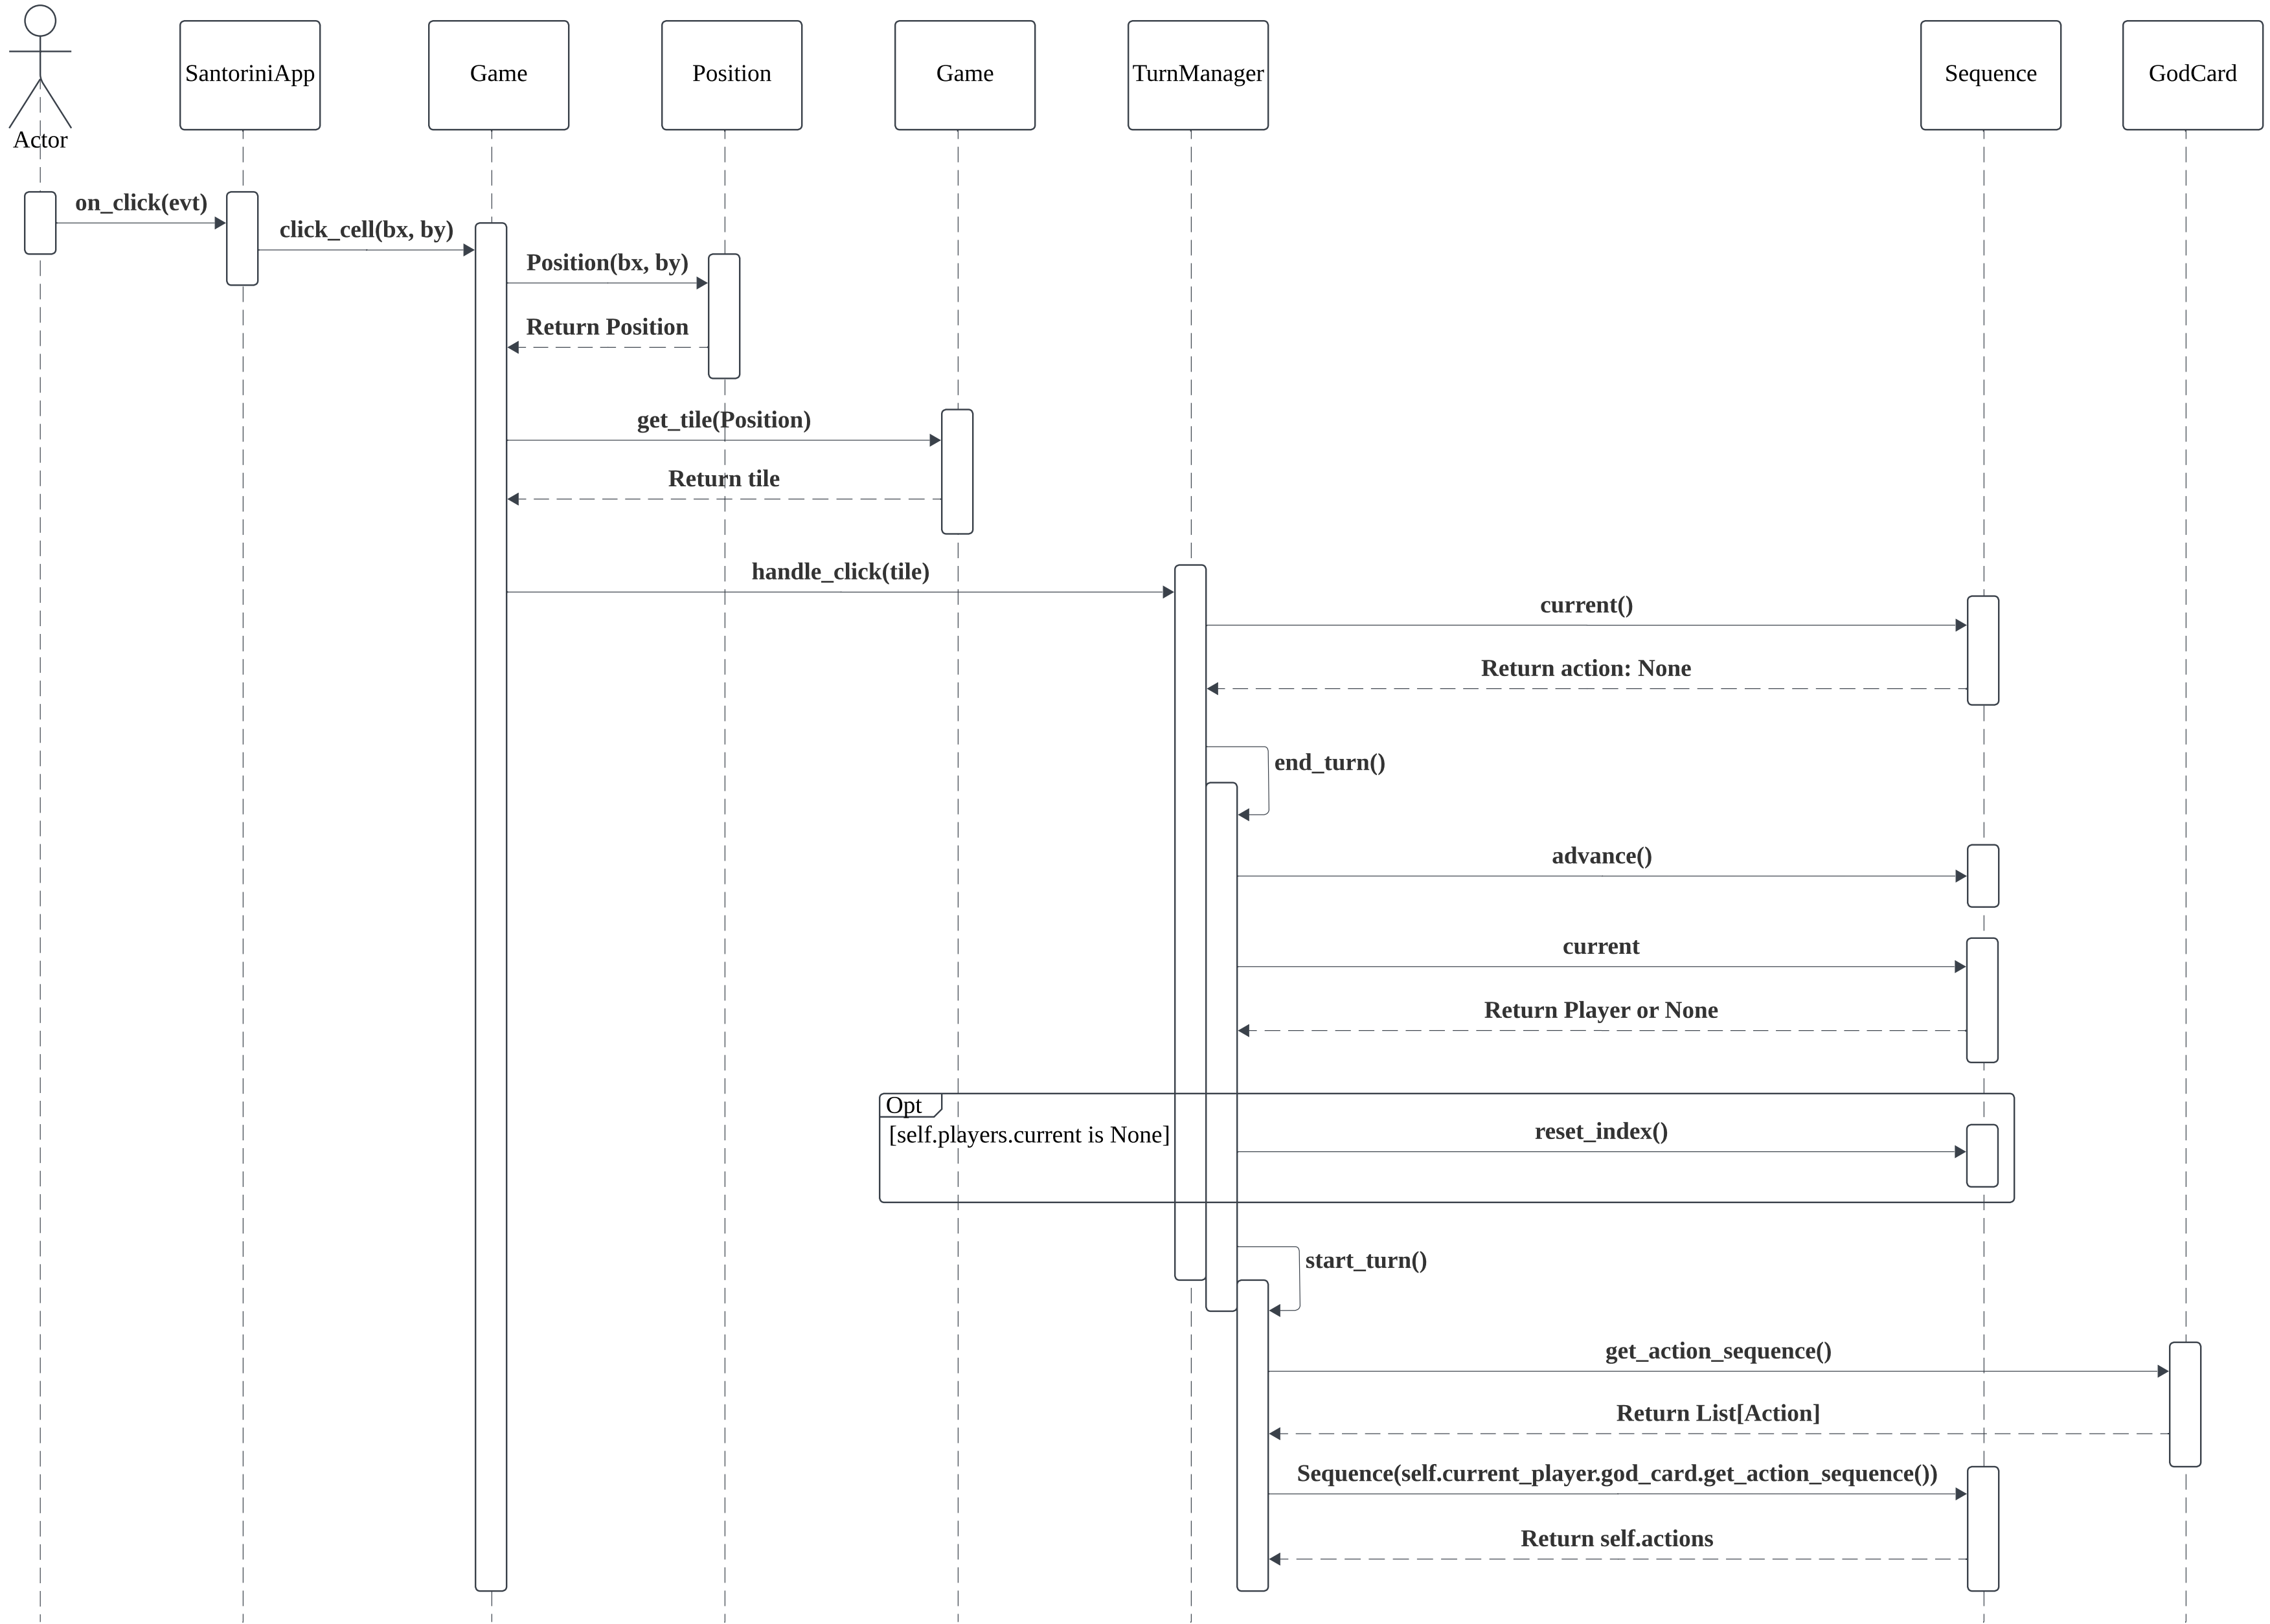 Actor
SantoriniApp
Game
Position
Game
TurnManager
Sequence
GodCard
on_click(evt)
click_cell(bx, by)
Position(bx, by)
Return Position
get_tile(Position)
Return tile
handle_click(tile)
current()
Return action: None
end_turn()
advance()
current
Return Player or None
Opt
[self.players.current is None]
reset_index()
start_turn()
get_action_sequence()
Return List[Action]
Sequence(self.current_player.god_card.get_action_sequence())
Return self.actions